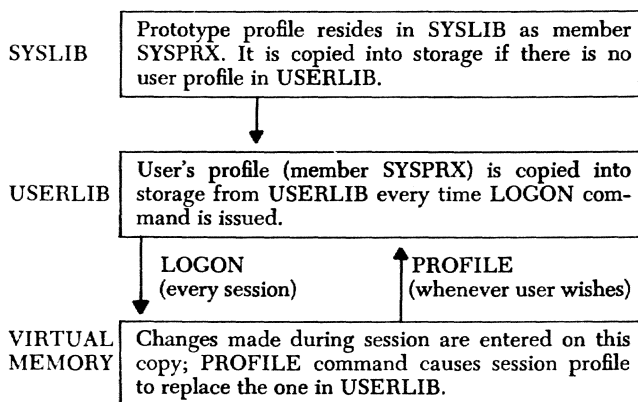 Prototype profile resides in SYSLIB as member
SYSLIB
SYSPRX. It is copied into storage if there is no
user profile in USERLIB.
User's profile (member SYSPRX) is copied into
USERLIB
storage from USERLIB every time LOGON com-
mand is issued.
LOGON
(every session)
PROFILE
(whenever user wishes)
VIRTUAL
MEMORY
Changes made during session are entered on this
copy; PROFILE command causes session profile
to replace the one in USERLIB.